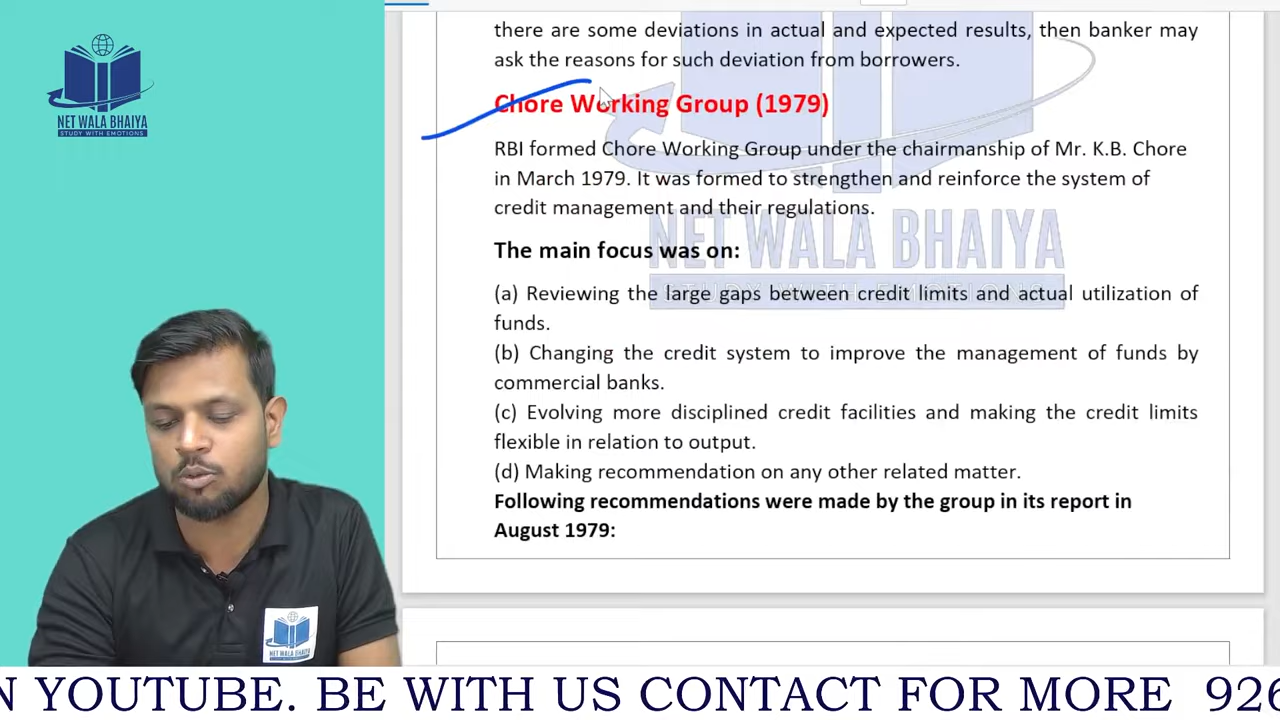 there are some deviations in actual and expected results, then banker may
ask the reasons for such deviation from borrowers.
Chore Working Group (1979)
RBI formed Chore Working Group under the chairmanship of Mr. K.B. Chore
in March 1979. It was formed to strengthen and reinforce the system of
credit management and their regulations.
The main focus was on:
(a) Reviewing the large gaps between credit limits and actual utilization of
funds.
(b) Changing the credit system to improve the management of funds by
commercial banks.
(c) Evolving more disciplined credit facilities and making the credit limits
flexible in relation to output.
(d) Making recommendation on any other related matter.
Following recommendations were made by the group in its report in
August 1979:
NET WALA BHAIYA
STUDY WITH EMOTIONS
NET WALA BHAIYA
STUDY WITH EMOTIONS
NET WALA BHAIYA
N YOUTUBE. BE WITH US CONTACT FOR MORE 926